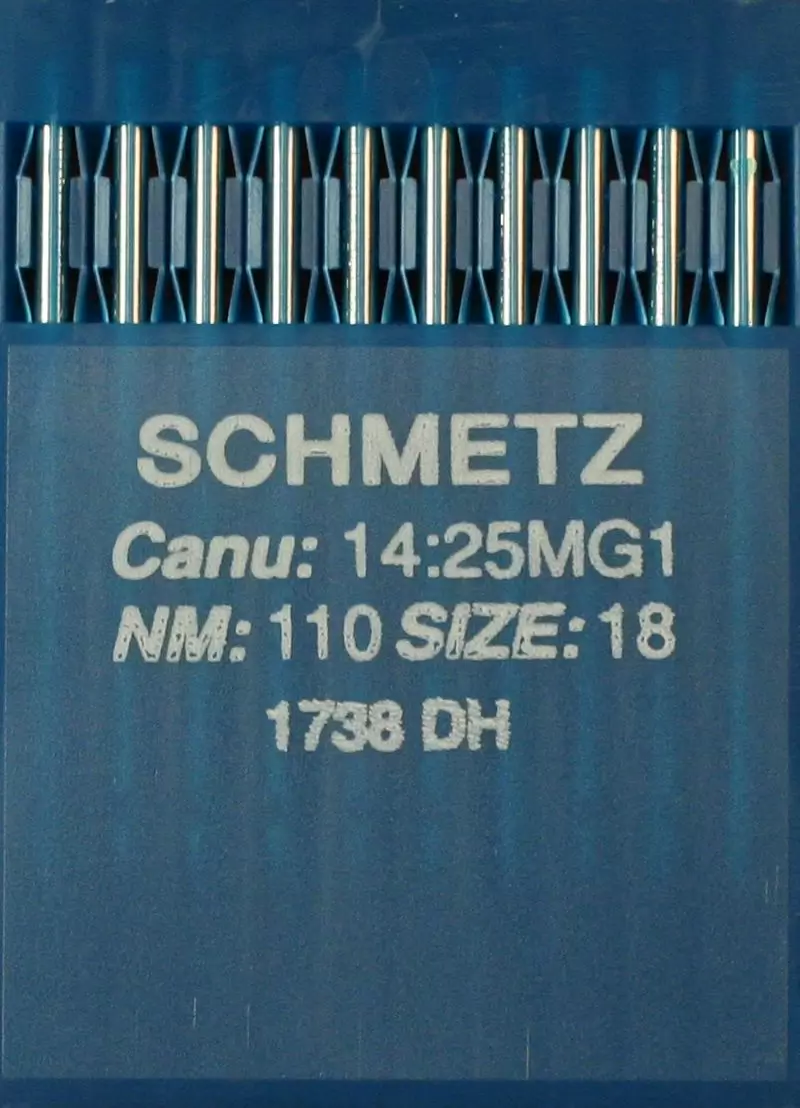 SCHMETZ
Canu: 14:25MG1
NM: 110 SIZE: 18
1738 DH